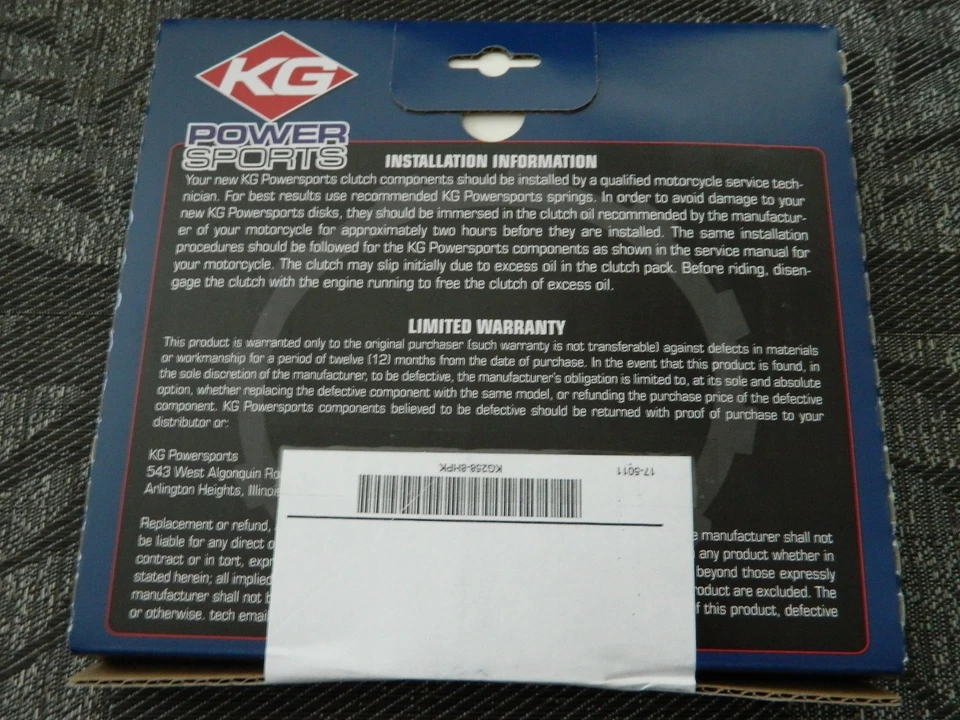 KG
POWER
SPORTS
INSTALLATION INFORMATION
Your new KG Powersports clutch components should be installed by a qualified motorcycle service tech-
nician. For best results use recommended KG Powersports springs. In order to avoid damage to your
new KG Powersports disks, they should be immersed in the clutch oil recommended by the manufactur-
er of your motorcycle for approximately two hours before they are installed. The same installation
procedures should be followed for the KG Powersports components as shown in the service manual for
your motorcycle. The clutch may slip initially due to excess oil in the clutch pack. Before riding, disen-
gage the clutch with the engine running to free the clutch of excess oil.
LIMITED WARRANTY
This product is warranted only to the original purchaser (such warranty is not transferable) against defects in materials
or workmanship for a period of twelve (12) months from the date of purchase. In the event that this product is found, in
the sole discretion of the manufacturer, to be defective, the manufacturer's obligation is limited to, at its sole and absolute
option, whether replacing the defective component with the same model, or refunding the purchase price of the defective
component. KG Powersports components believed to be defective should be returned with proof of purchase to your
distributor or:
KG Powersports
543 West Algonquin Ro
Arlington Heights, Illinoi
17-5011 KG258-8HPK
Replacement or refund, manufacturer shall not
be liable for any direct o any product whether in
contract or in tort, expr beyond those expressly
stated herein; all implied roduct are excluded. The
manufacturer shall not b f this product, defective
or otherwise. tech emai